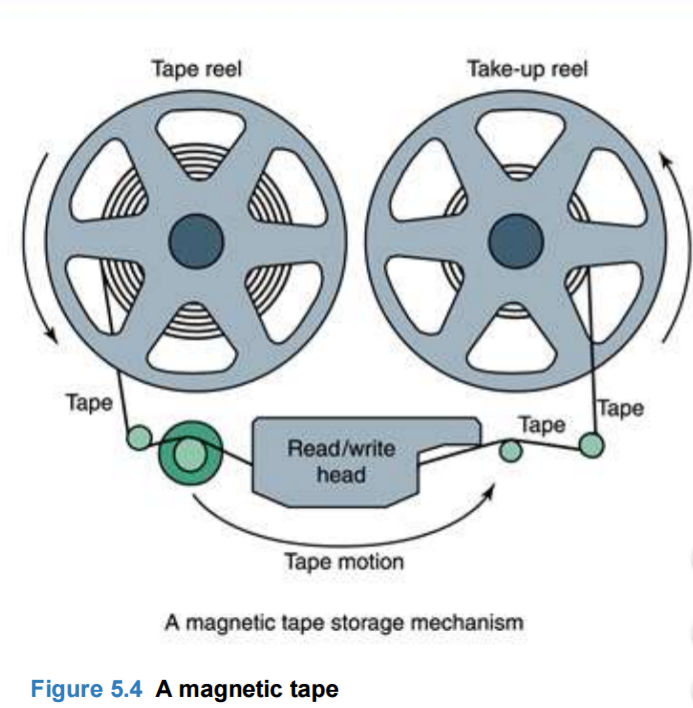 Tape reel
Take-up reel
Tape
Tape
Tape
Read/write
head
Tape motion
A magnetic tape storage mechanism
Figure 5.4 A magnetic tape